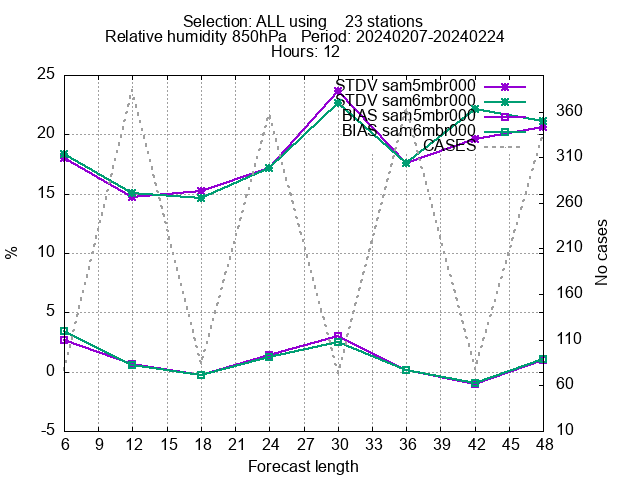 Selection: ALL using 23 stations
Relative humidity 850hPa Period: 20240207-20240224
Hours: 12
25
20
15
10
5
0
-5
%
STDV sam5mbr000
STDV sam6mbr000
BIAS sam5mbr000
BIAS sam6mbr000
CASES
360
310
260
210
160
110
60
10
No cases
6 9 12 15 18 21 24 27 30 33 36 39 42 45 48
Forecast length